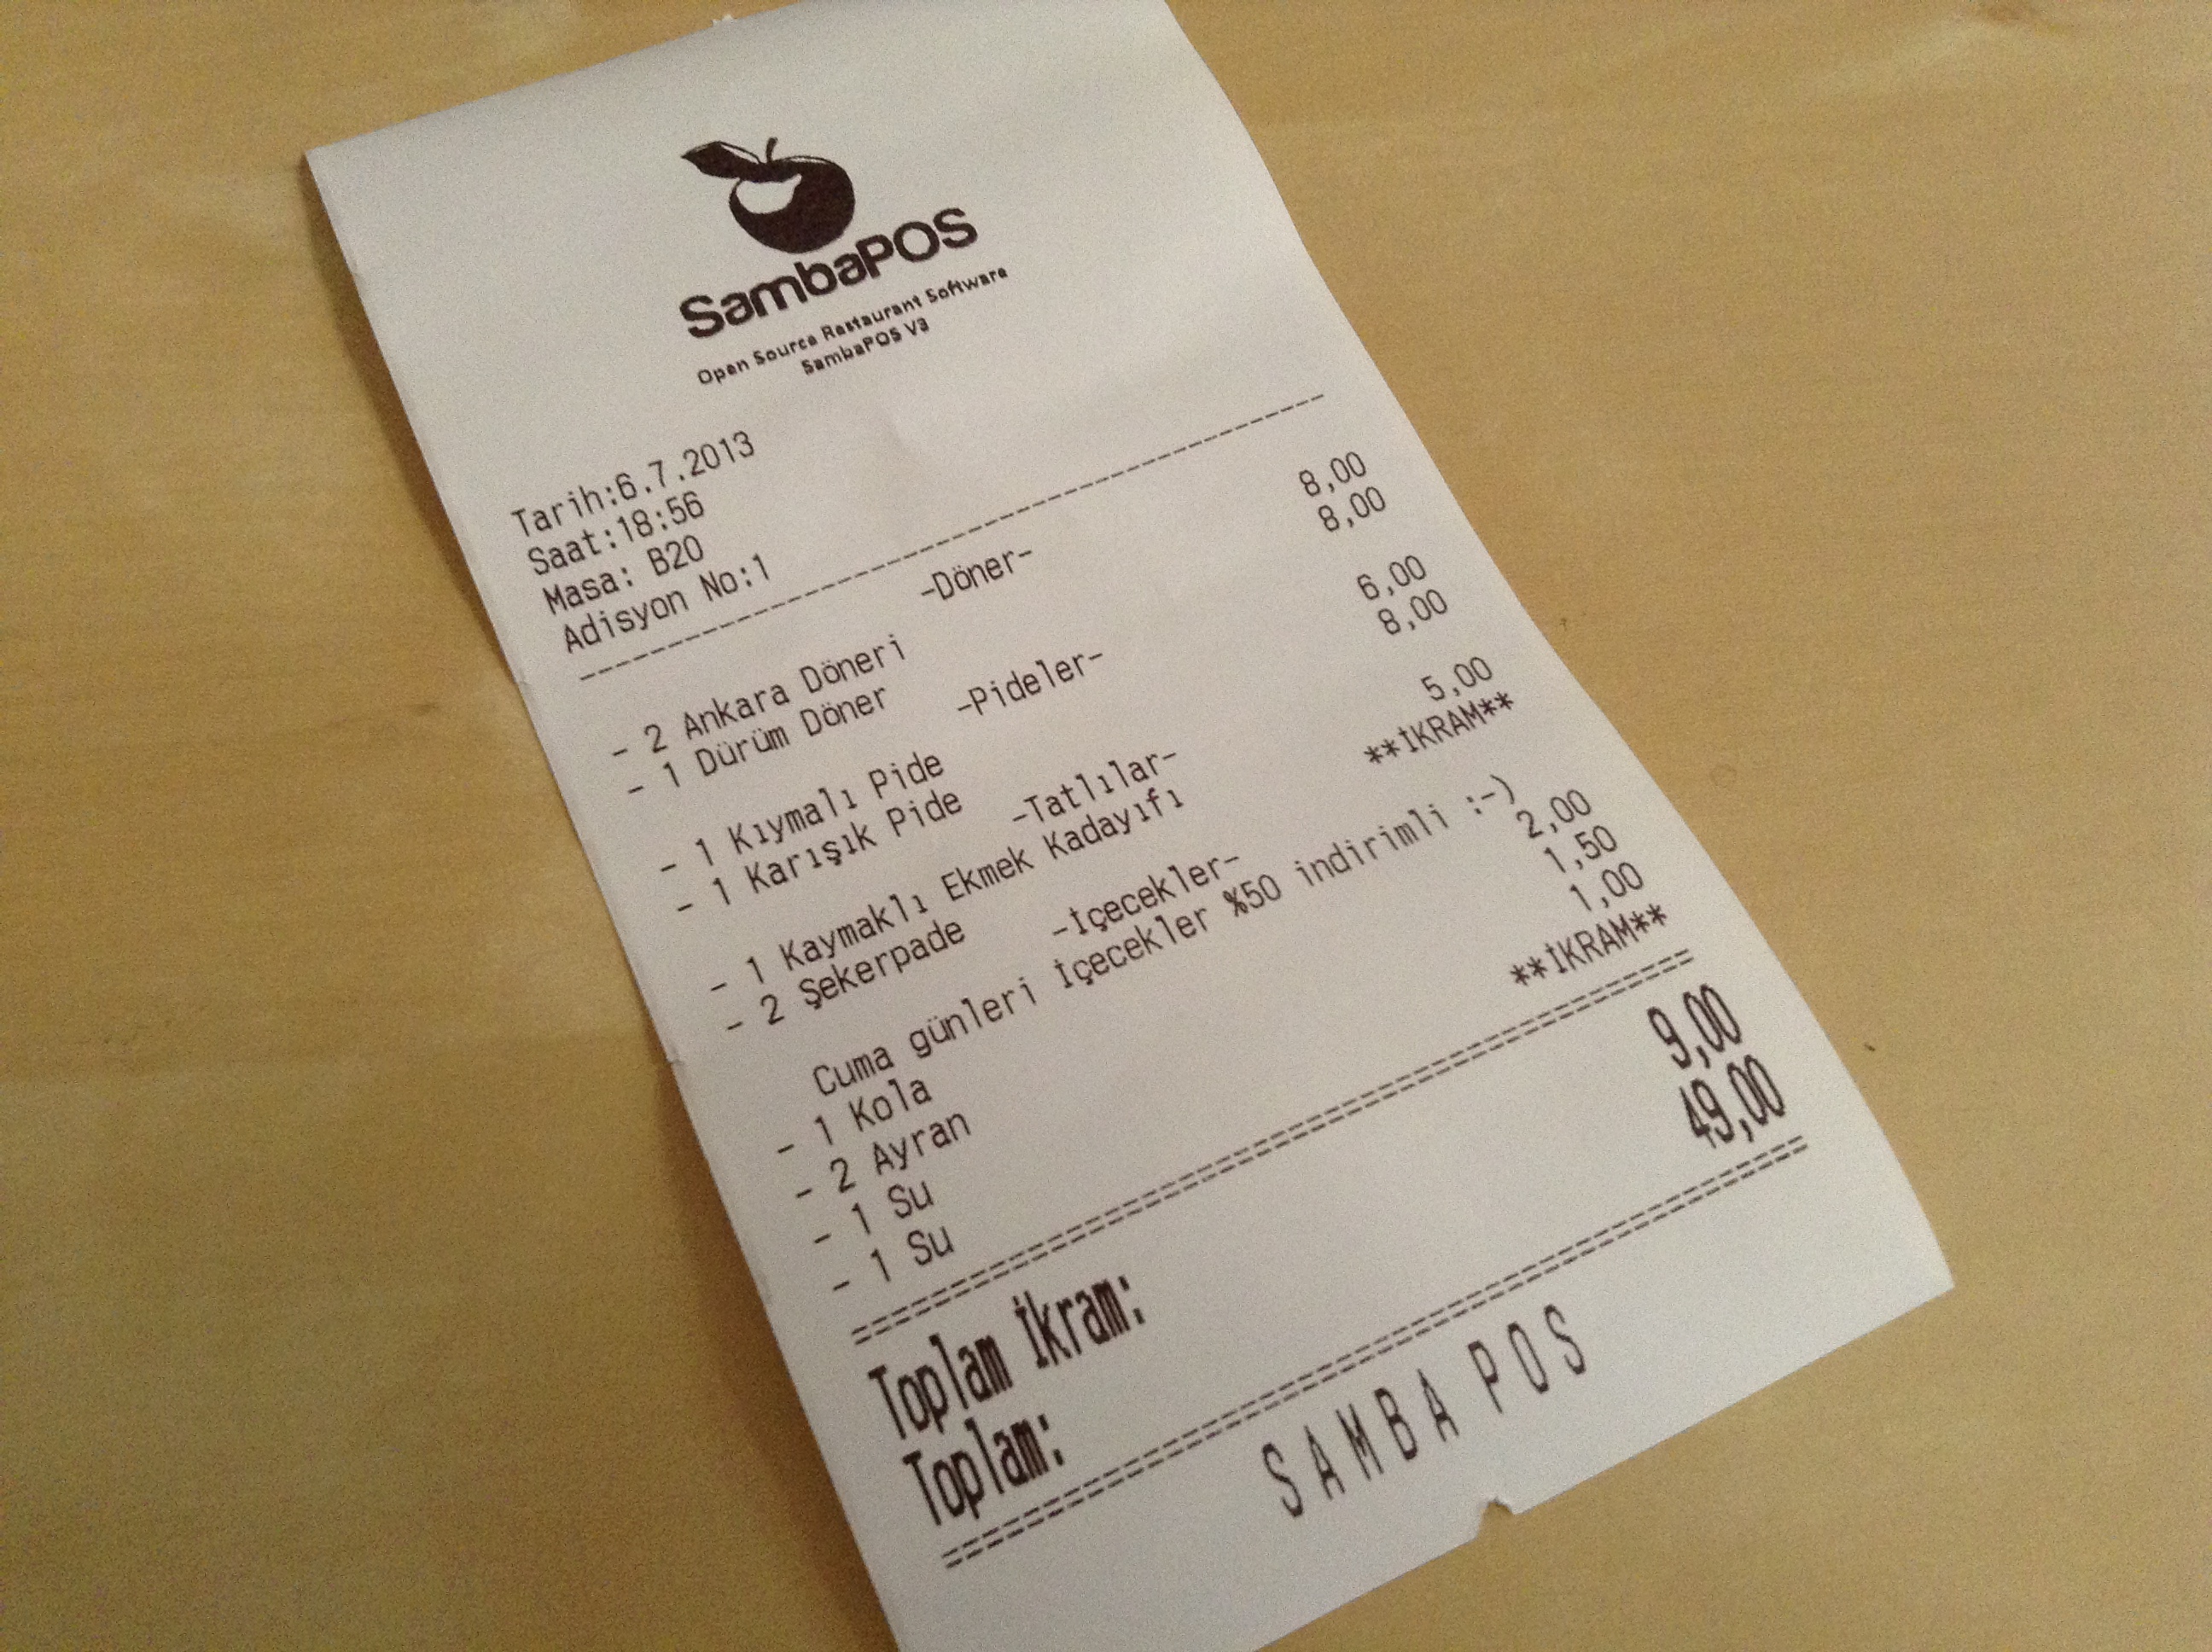 SambaPOS
Open Source Restaurant Software
SambaPOS V3
Tarih:6.7.2013
Saat:18:56
Masa: B20
Adisyon No:1
-Döner-
- 2 Ankara Döneri 8,00
- 1 Dürüm Döner 8,00
-Pideler-
- 1 Kıymalı Pide 6,00
- 1 Karışık Pide 8,00
-Tatlılar-
- 1 Kaymaklı Ekmek Kadayıfı 5,00
- 2 Şekerpade **İKRAM**
-İçecekler-
Cuma günleri İçecekler %50 indirimli :-)
- 1 Kola 2,00
- 2 Ayran 1,50
- 1 Su 1,00
- 1 Su **İKRAM**
Toplam İkram: 9,00
Toplam: 49,00
SAMBA POS